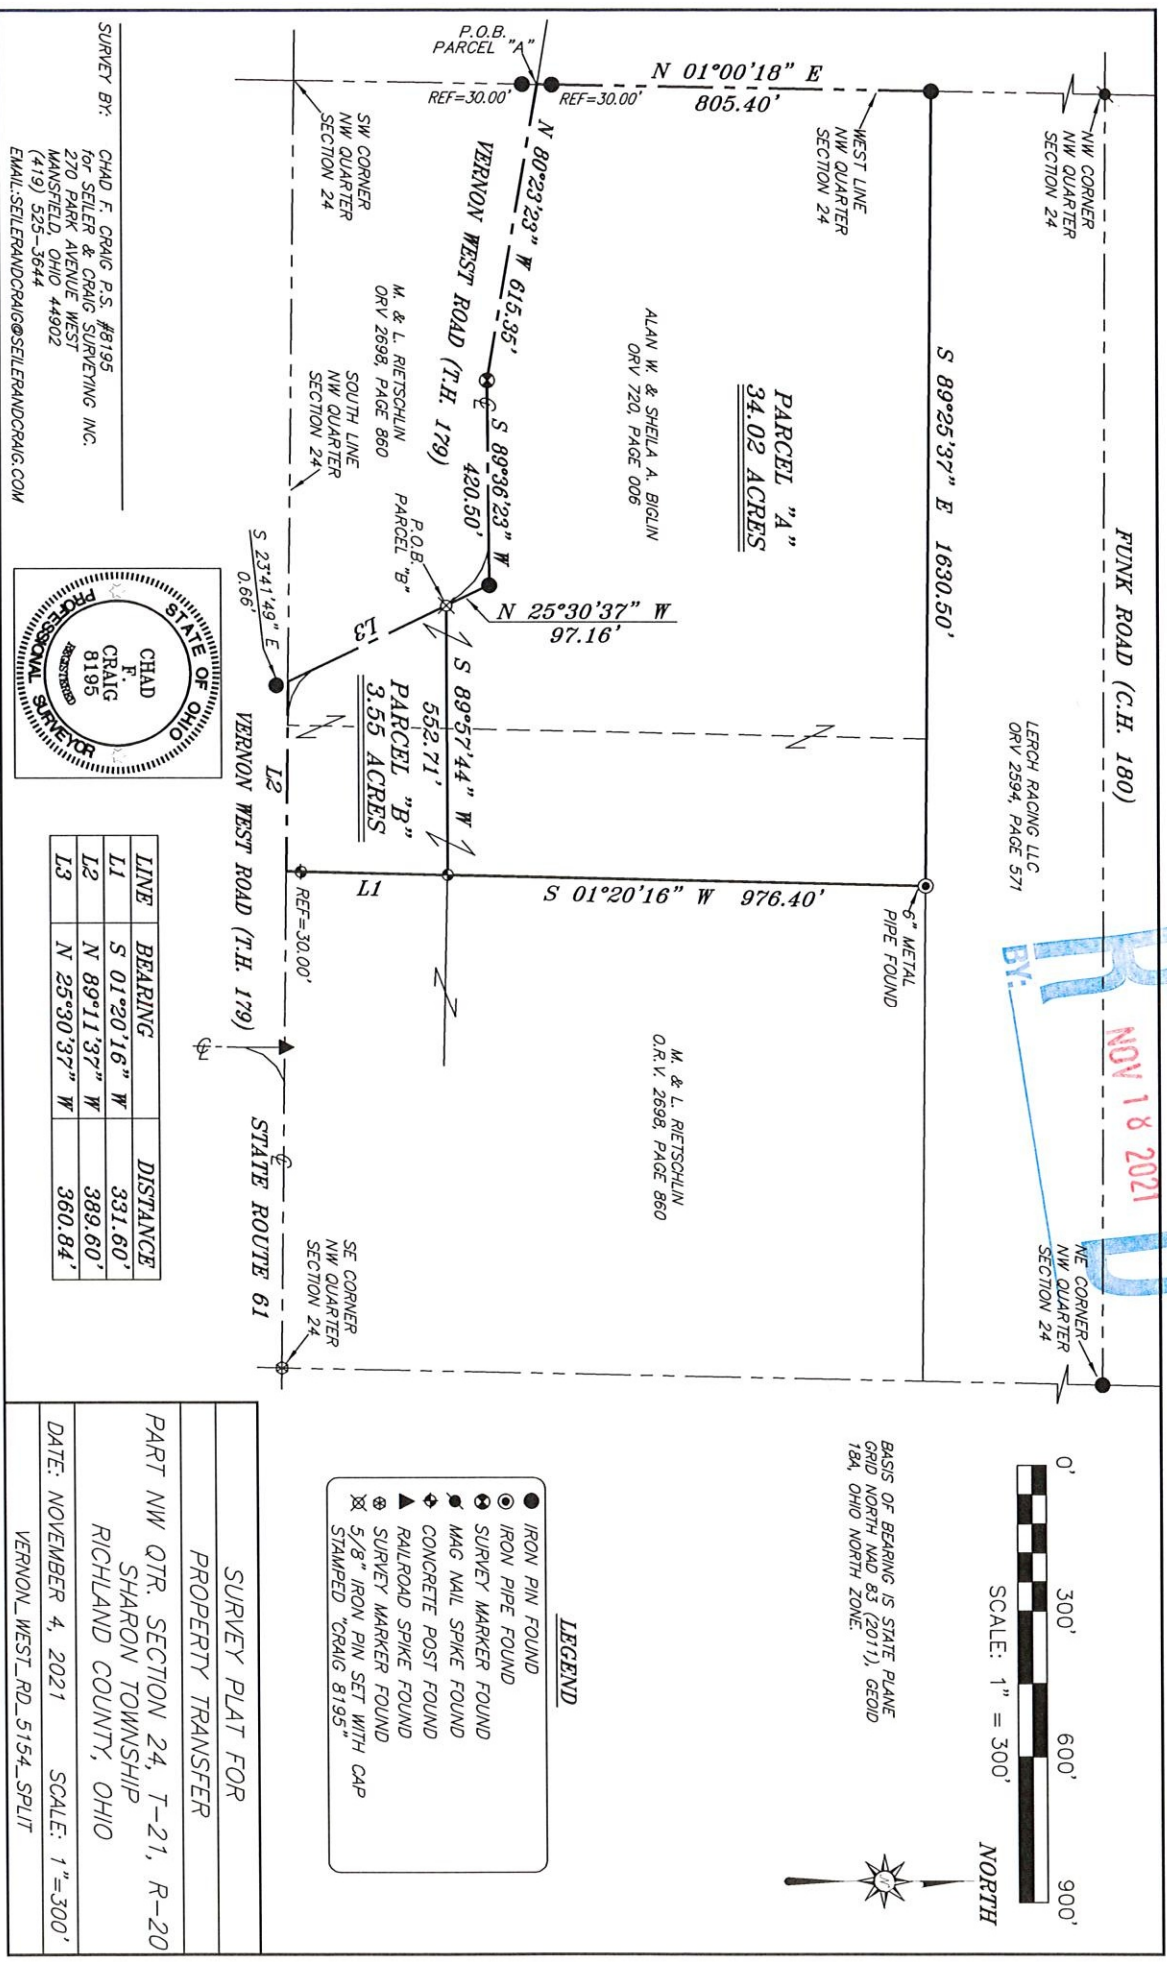 FUNK ROAD (C.H. 180)
NW CORNER
NW QUARTER
SECTION 24
LERCH RACING LLC
ORV 2594, PAGE 571
BY:
NOV 18 2021
NE CORNER
NW QUARTER
SECTION 24
S 89°25'37" E 1630.50'
N 01°00'18" E
805.40'
WEST LINE
NW QUARTER
SECTION 24
6" METAL
PIPE FOUND
PARCEL "A"
34.02 ACRES
ALAN W. & SHEILA A. BIGLIN
ORV 720, PAGE 006
M. & L. RIETSCHLIN
O.R.V. 2698, PAGE 860
S 01°20'16" W 976.40'
P.O.B.
PARCEL "A"
REF=30.00'
REF=30.00'
N 80°23'23" W 615.35'
VERNON WEST ROAD (T.H. 179)
S 89°36'23" W
420.50'
N 25°30'37" W
97.16'
P.O.B.
PARCEL "B"
S 89°57'44" W
552.71'
PARCEL "B"
3.55 ACRES
L3
L1
L2
REF=30.00'
M. & L. RIETSCHLIN
ORV 2698, PAGE 860
SW CORNER
NW QUARTER
SECTION 24
SOUTH LINE
NW QUARTER
SECTION 24
S 23°41'49" E
0.66'
VERNON WEST ROAD (T.H. 179)
STATE ROUTE 61
SE CORNER
NW QUARTER
SECTION 24
SURVEY BY: CHAD F. CRAIG P.S. #8195
for SEILER & CRAIG SURVEYING INC.
270 PARK AVENUE WEST
MANSFIELD, OHIO 44902
(419) 525-3644
EMAIL:SEILERANDCRAIG@SEILERANDCRAIG.COM
STATE OF OHIO
CHAD
F.
CRAIG
8195
REGISTERED
PROFESSIONAL SURVEYOR
LINE BEARING DISTANCE
L1 S 01°20'16" W 331.60'
L2 N 89°11'37" W 389.60'
L3 N 25°30'37" W 360.84'
0' 300' 600' 900'
SCALE: 1" = 300'
NORTH
BASIS OF BEARING IS STATE PLANE
GRID NORTH NAD 83 (2011), GEOID
18A, OHIO NORTH ZONE.
LEGEND
IRON PIN FOUND
IRON PIPE FOUND
SURVEY MARKER FOUND
MAG NAIL SPIKE FOUND
CONCRETE POST FOUND
RAILROAD SPIKE FOUND
SURVEY MARKER FOUND
5/8" IRON PIN SET WITH CAP
STAMPED "CRAIG 8195"
SURVEY PLAT FOR
PROPERTY TRANSFER
PART NW QTR. SECTION 24, T-21, R-20
SHARON TOWNSHIP
RICHLAND COUNTY, OHIO
DATE: NOVEMBER 4, 2021 SCALE: 1"=300'
VERNON_WEST_RD_5154_SPLIT